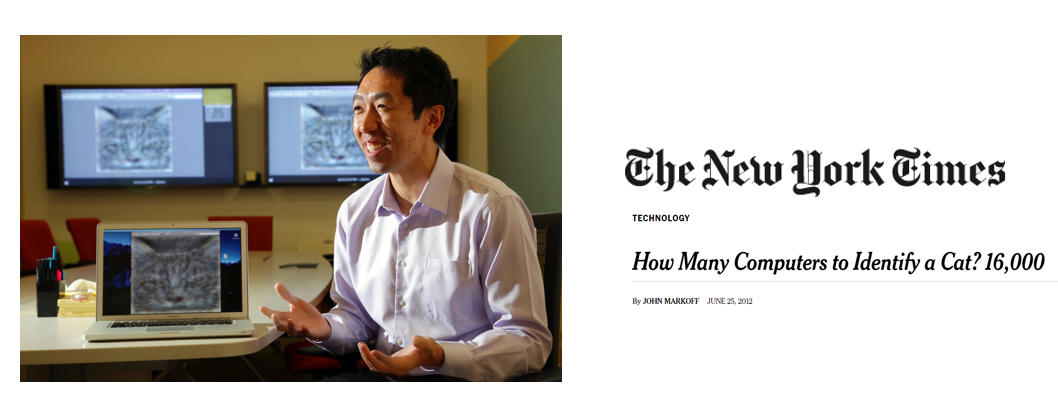 The New York Times
TECHNOLOGY
How Many Computers to Identify a Cat? 16,000
By JOHN MARKOFF JUNE 25, 2012